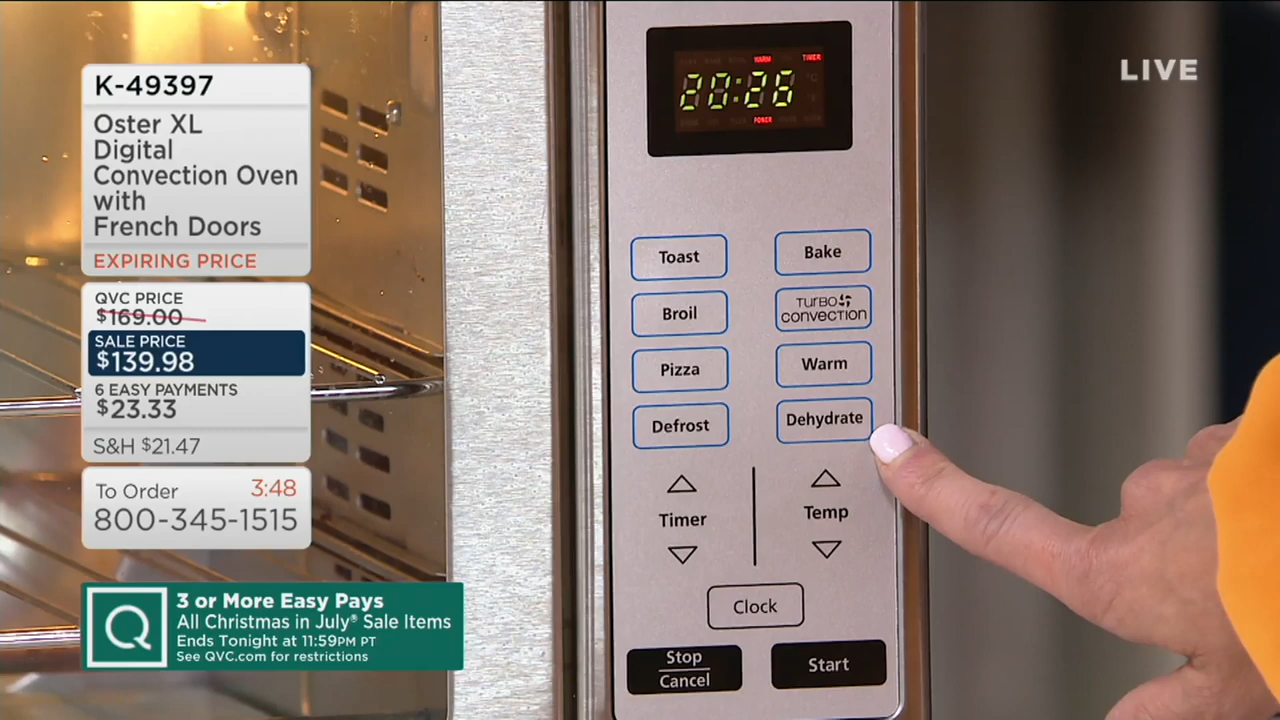 K-49397
Oster XL
Digital
Convection Oven
with
French Doors
EXPIRING PRICE
QVC PRICE
$169.00
SALE PRICE
$139.98
6 EASY PAYMENTS
$23.33
S&H $21.47
To Order 3:48
800-345-1515
Q
3 or More Easy Pays
All Christmas in July® Sale Items
Ends Tonight at 11:59PM PT
See QVC.com for restrictions
LIVE
WARM TIMER
20:26
POWER
Toast Bake
Broil TURBO CONVECTION
Pizza Warm
Defrost Dehydrate
Timer Temp
Clock
Stop
Cancel
Start